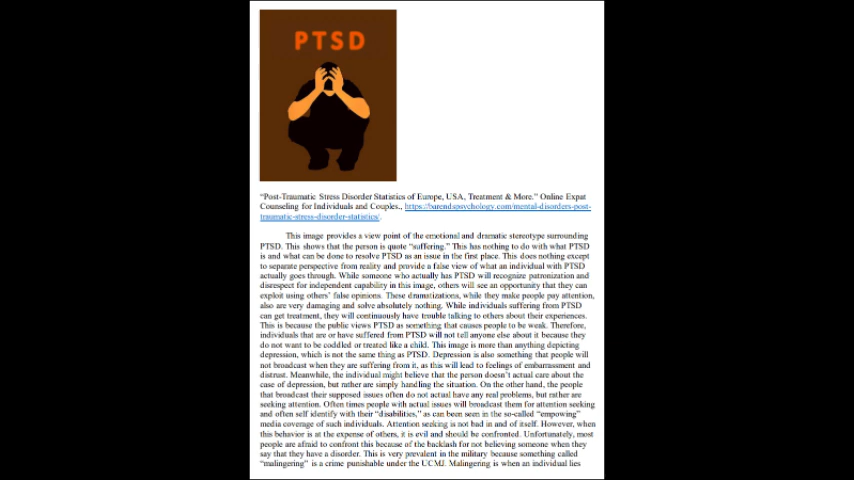 PTSD
“Post-Traumatic Stress Disorder Statistics of Europe, USA, Treatment & More.” Online Expat
Counseling for Individuals and Couples., https://barendspsychology.com/mental-disorders-post-
traumatic-stress-disorder-statistics/.
This image provides a view point of the emotional and dramatic stereotype surrounding
PTSD. This shows that the person is quote “suffering.” This has nothing to do with what PTSD
is and what can be done to resolve PTSD as an issue in the first place. This does nothing except
to separate perspective from reality and provide a false view of what an individual with PTSD
actually goes through. While someone who actually has PTSD will recognize patronization and
disrespect for independent capability in this image, others will see an opportunity that they can
exploit using others’ false opinions. These dramatizations, while they make people pay attention,
also are very damaging and solve absolutely nothing. While individuals suffering from PTSD
can get treatment, they will continuously have trouble talking to others about their experiences.
This is because the public views PTSD as something that causes people to be weak. Therefore,
individuals that are or have suffered from PTSD will not tell anyone else about it because they
do not want to be coddled or treated like a child. This image is more than anything depicting
depression, which is not the same thing as PTSD. Depression is also something that people will
not broadcast when they are suffering from it, as this will lead to feelings of embarrassment and
distrust. Meanwhile, the individual might believe that the person doesn’t actual care about the
case of depression, but rather are simply handling the situation. On the other hand, the people
that broadcast their supposed issues often do not actual have any real problems, but rather are
seeking attention. Often times people with actual issues will broadcast them for attention seeking
and often self identify with their “disabilities,” as can been seen in the so-called “empowing”
media coverage of such individuals. Attention seeking is not bad in and of itself. However, when
this behavior is at the expense of others, it is evil and should be confronted. Unfortunately, most
people are afraid to confront this because of the backlash for not believing someone when they
say that they have a disorder. This is very prevalent in the military because something called
“malingering” is a crime punishable under the UCMJ. Malingering is when an individual lies